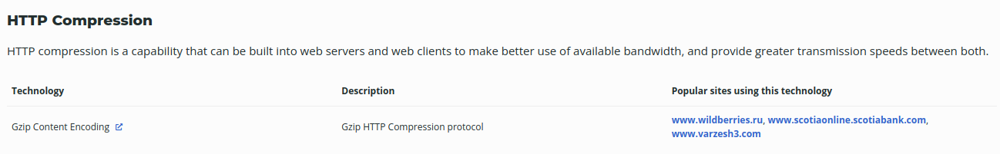 HTTP Compression
HTTP compression is a capability that can be built into web servers and web clients to make better use of available bandwidth, and provide greater transmission speeds between both.
Technology Description Popular sites using this technology
Gzip Content Encoding Gzip HTTP Compression protocol www.wildberries.ru, www.scotiaonline.scotiabank.com,
www.varzesh3.com